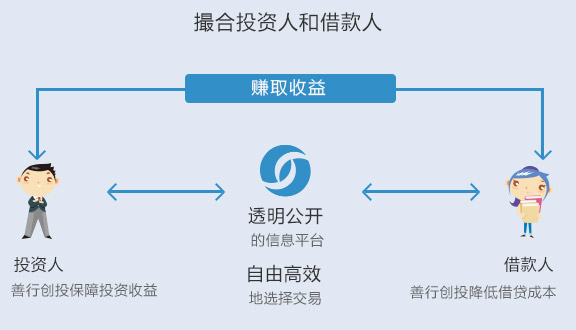 撮合投资人和借款人
赚取收益
透明公开
的信息平台
自由高效
地选择交易
投资人
善行创投保障投资收益
借款人
善行创投降低借贷成本